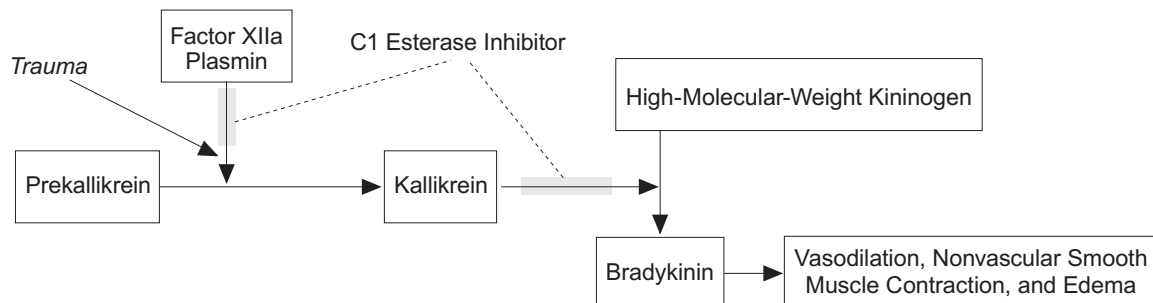 Factor XIIa
Plasmin
C1 Esterase Inhibitor
Trauma
High-Molecular-Weight Kininogen
Prekallikrein
Kallikrein
Bradykinin
Vasodilation, Nonvascular Smooth
Muscle Contraction, and Edema